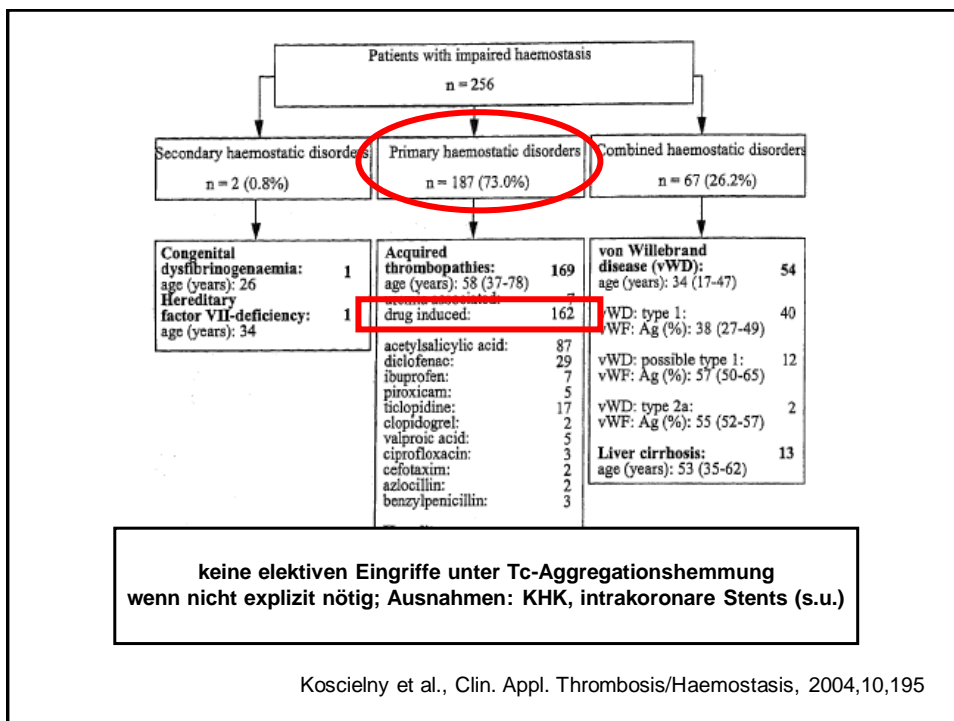 Patients with impaired haemostasis
n = 256
Secondary haemostatic disorders
n = 2 (0.8%)
Primary haemostatic disorders
n = 187 (73.0%)
Combined haemostatic disorders
n = 67 (26.2%)
Congenital
dysfibrinogenaemia: 1
age (years): 26
Hereditary
factor VII-deficiency: 1
age (years): 34
Acquired
thrombopathies: 169
age (years): 58 (37-78)
associated: 7
drug induced: 162
acetylsalicylic acid: 87
diclofenac: 29
ibuprofen: 7
piroxicam: 5
ticlopidine: 17
clopidogrel: 2
valproic acid: 5
ciprofloxacin: 3
cefotaxim: 2
azlocillin: 2
benzylpenicillin: 3
von Willebrand
disease (vWD): 54
age (years): 34 (17-47)
vWD: type 1: 40
vWF: Ag (%): 38 (27-49)
vWD: possible type 1: 12
vWF: Ag (%): 57 (50-65)
vWD: type 2a: 2
vWF: Ag (%): 55 (52-57)
Liver cirrhosis: 13
age (years): 53 (35-62)
keine elektiven Eingriffe unter Tc-Aggregationshemmung
wenn nicht explizit nötig; Ausnahmen: KHK, intrakoronare Stents (s.u.)
Koscielny et al., Clin. Appl. Thrombosis/Haemostasis, 2004,10,195